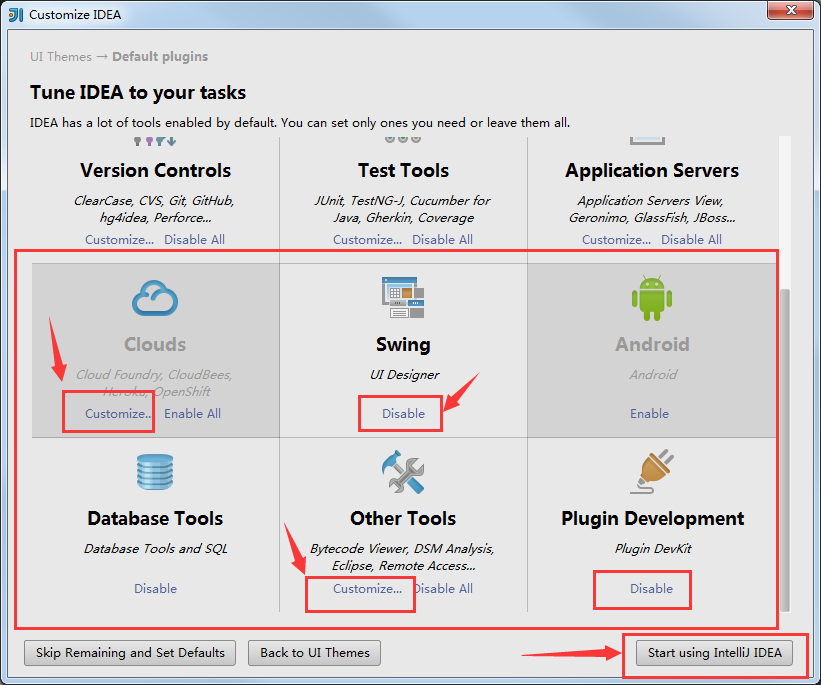 Customize IDEA
UI Themes → Default plugins
Tune IDEA to your tasks
IDEA has a lot of tools enabled by default. You can set only ones you need or leave them all.
Version Controls
ClearCase, CVS, Git, GitHub,
hg4idea, Perforce...
Customize... Disable All
Test Tools
JUnit, TestNG-J, Cucumber for
Java, Gherkin, Coverage
Customize... Disable All
Application Servers
Application Servers View,
Geronimo, GlassFish, JBoss...
Customize... Disable All
Clouds
Cloud Foundry, CloudBees,
Heroku, OpenShift
Customize... Enable All
Swing
UI Designer
Disable
Android
Android
Enable
Database Tools
Database Tools and SQL
Disable
Other Tools
Bytecode Viewer, DSM Analysis,
Eclipse, Remote Access...
Customize... Disable All
Plugin Development
Plugin DevKit
Disable
Skip Remaining and Set Defaults
Back to UI Themes
Start using IntelliJ IDEA